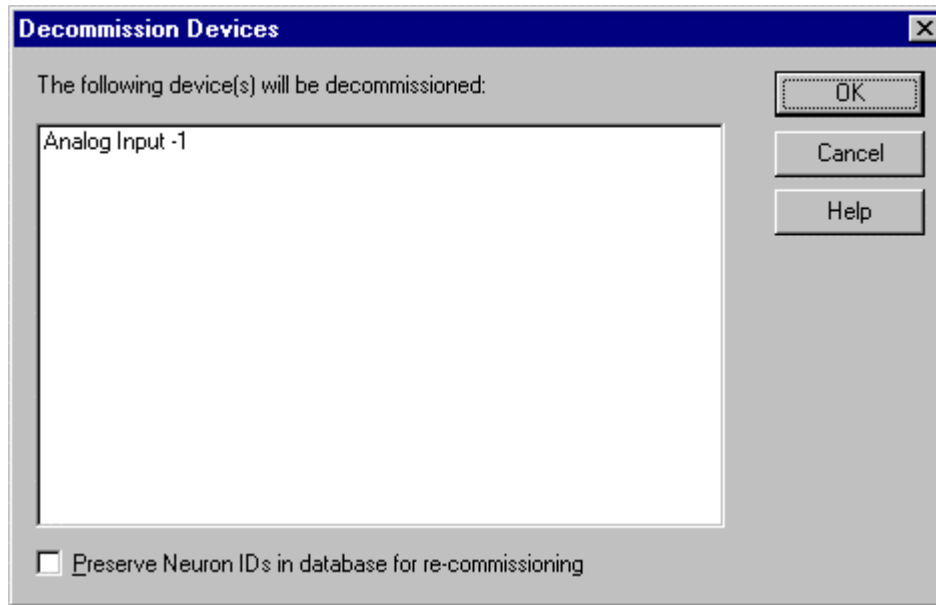 Decommission Devices
The following device(s) will be decommissioned:
OK
Analog Input -1
Cancel
Help
Preserve Neuron IDs in database for re-commissioning